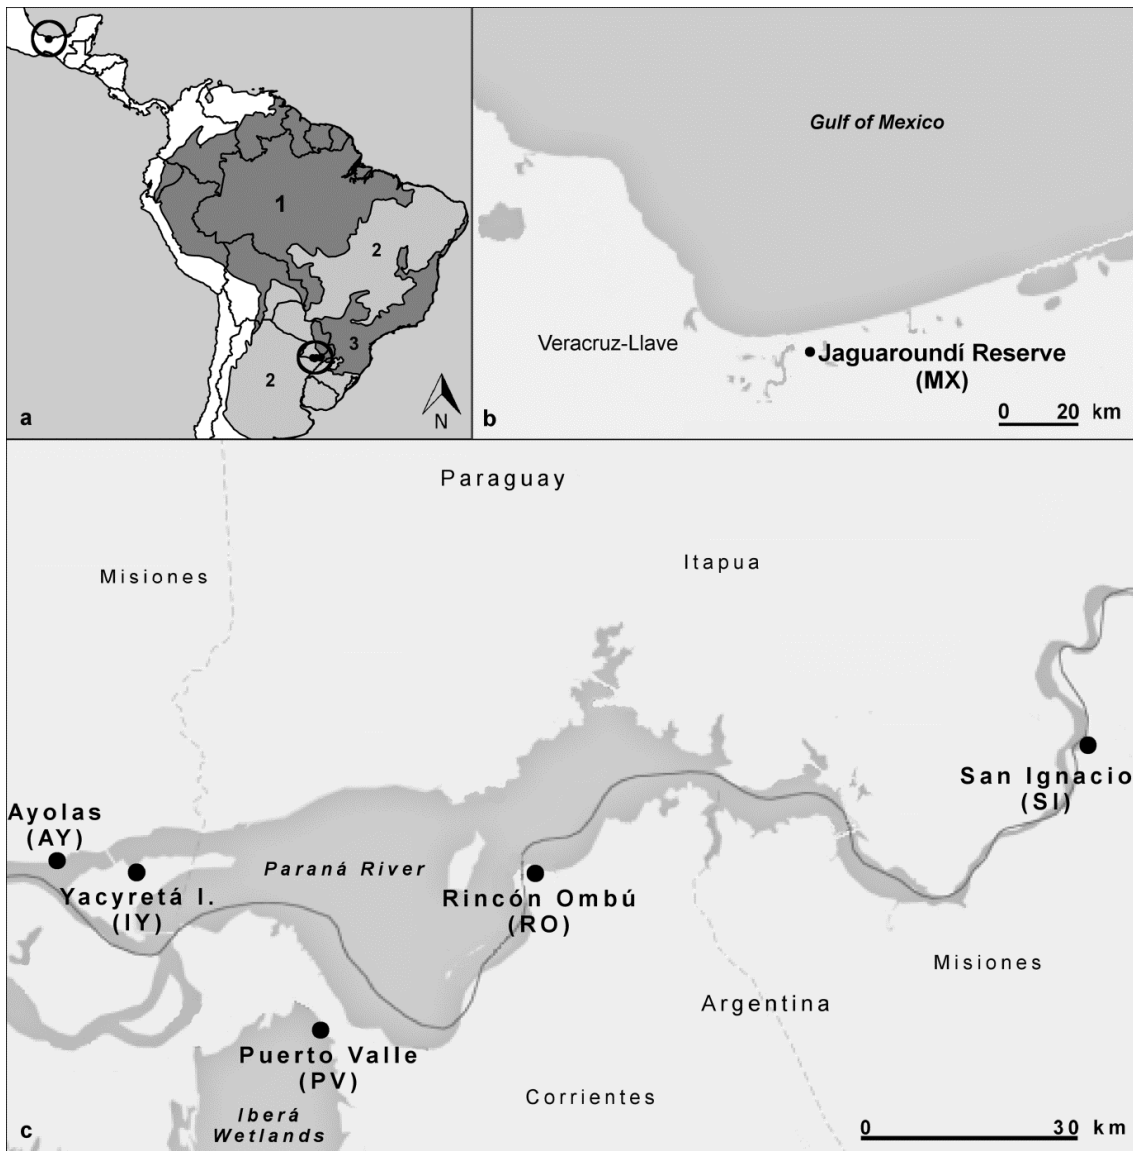 1
2
3
2
N
a
Gulf of Mexico
Veracruz-Llave
Jaguaroundí Reserve
(MX)
0 20 km
b
Paraguay
Itapua
Misiones
San Ignacio
(SI)
Ayolas
(AY)
Yacyretá I.
(IY)
Paraná River
Rincón Ombú
(RO)
Misiones
Argentina
Puerto Valle
(PV)
Corrientes
Iberá
Wetlands
0 30 km
c